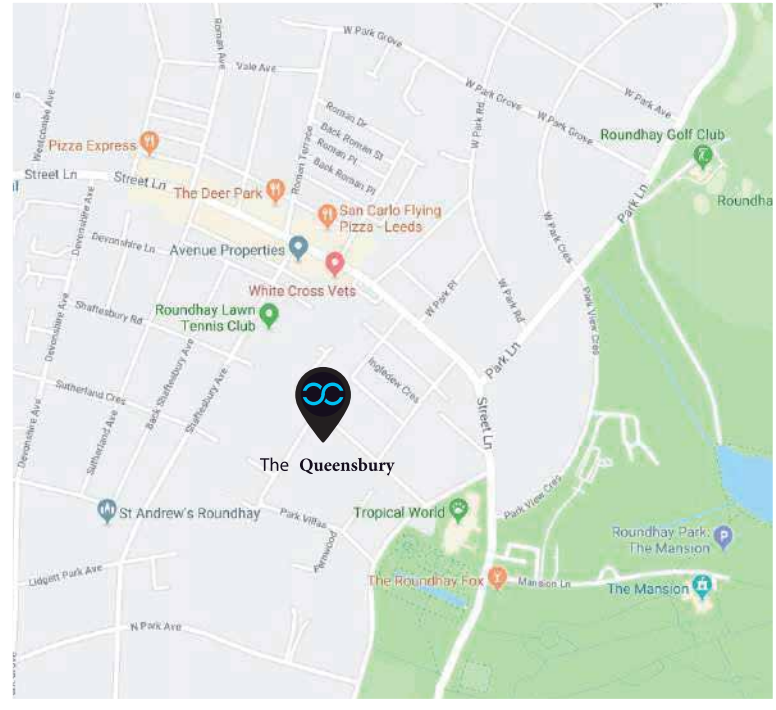 W Park Grove
Roman Ave
Vale Ave
W Park Grove
W Park Ave
Westcombe Ave
Roman Dr
W Park Rd
W Park Grove
Back Roman St
Roundhay Golf Club
Pizza Express
Roman Pl
Roman Terrace
Back Roman Pl
Street Ln
Street Ln
The Deer Park
Park Ln
Roundha
San Carlo Flying
Pizza - Leeds
Devonshire Ave
W Park Cres
Devonshire Ln
Avenue Properties
White Cross Vets
W Park Pl
W Park Rd
Park View Cres
Roundhay Lawn
Tennis Club
Shaftesbury Rd
Devonshire Ave
Park Ln
Ingledew Cres
Back Shaftesbury Ave
Shaftesbury Ave
Sutherland Cres
Street Ln
Devonshire Ave
Sutherland Ave
The Queensbury
Park View Cres
St Andrew's Roundhay
Park Villas
Tropical World
Fernwood
Roundhay Park,
The Mansion
P
Lidgett Park Ave
The Roundhay Fox
Mansion Ln
The Mansion
N Park Ave